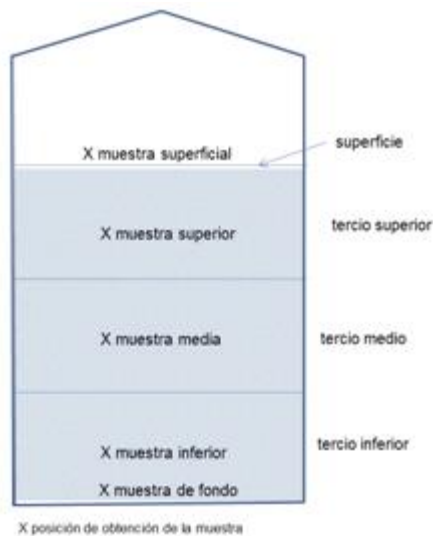 X muestra superficial
superficie
X muestra superior
tercio superior
X muestra media
tercio medio
X muestra inferior
tercio inferior
X muestra de fondo
X posición de obtención de la muestra